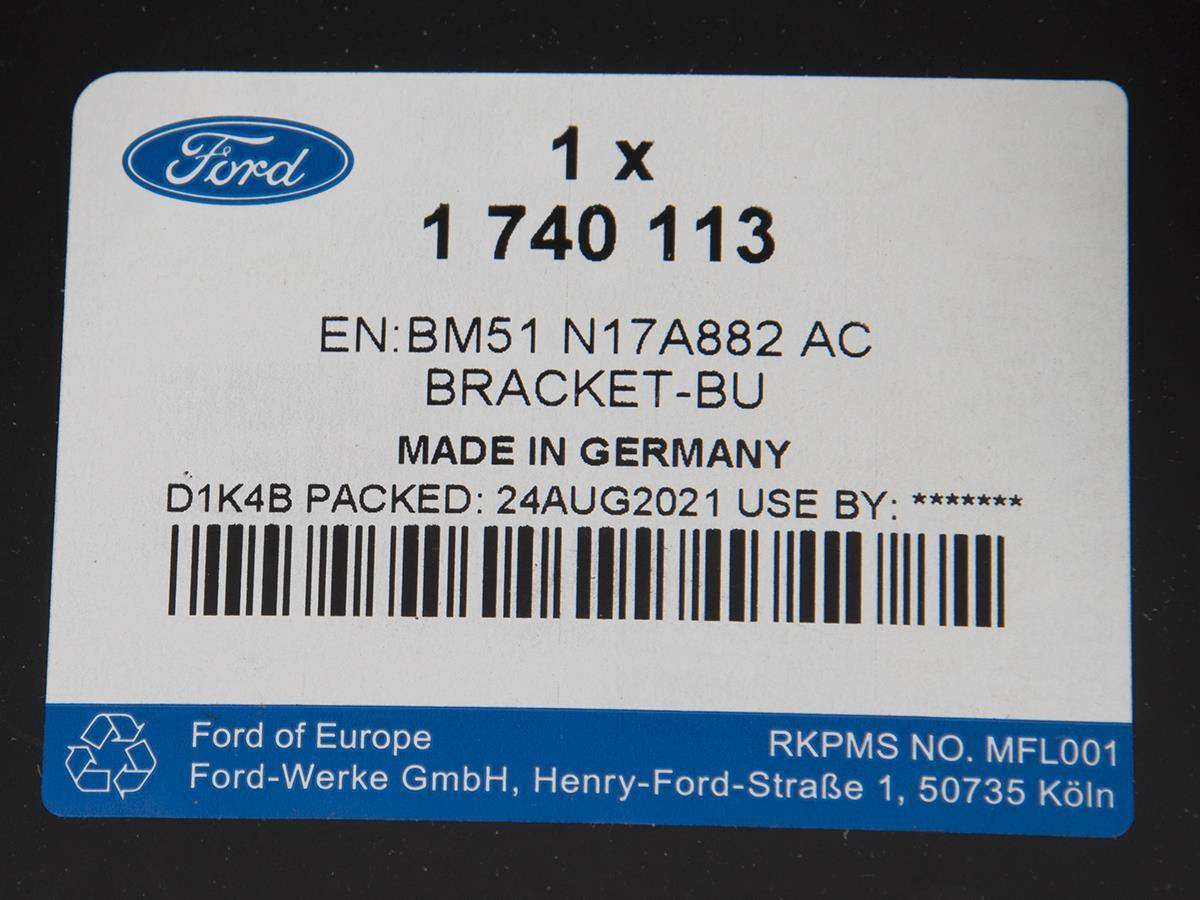 Ford
1 x
1 740 113
EN:BM51 N17A882 AC
BRACKET-BU
MADE IN GERMANY
D1K4B PACKED: 24AUG2021 USE BY: *******
Ford of Europe
RKPMS NO. MFL001
Ford-Werke GmbH, Henry-Ford-Straße 1, 50735 Köln